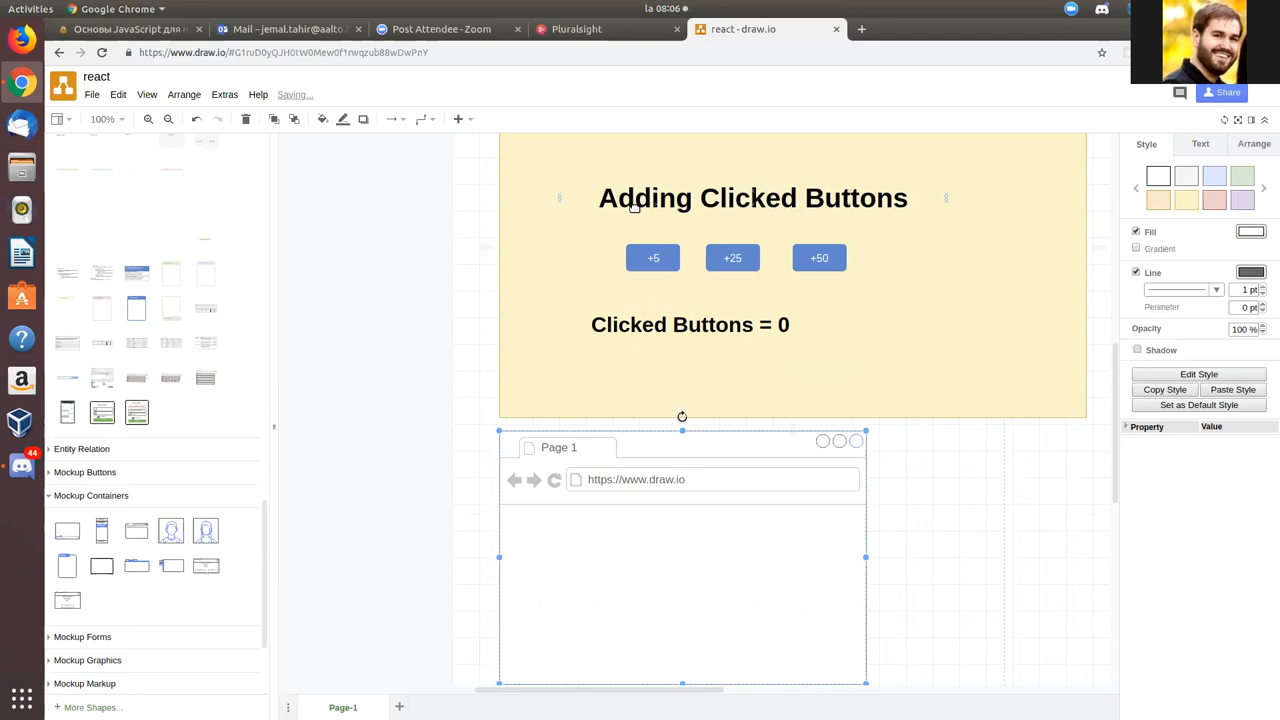 Activities
Google Chrome
la 08:06
Основы JavaScript для н
Mail – jemal.tahir@aalto.
Post Attendee - Zoom
Pluralsight
react - draw.io
https://www.draw.io/#G1ruD0yQJH0tW0Mew0f1rwqzub88wDwPnY
react
File Edit View Arrange Extras Help Saving...
Share
100%
Style Text Arrange
Adding Clicked Buttons
+5 +25 +50
Clicked Buttons = 0
Fill
Gradient
Line
1 pt
Perimeter 0 pt
Opacity 100 %
Shadow
Edit Style
Copy Style Paste Style
Set as Default Style
Property Value
Page 1
https://www.draw.io
Entity Relation
Mockup Buttons
Mockup Containers
Mockup Forms
Mockup Graphics
Mockup Markup
+ More Shapes...
Page-1
44